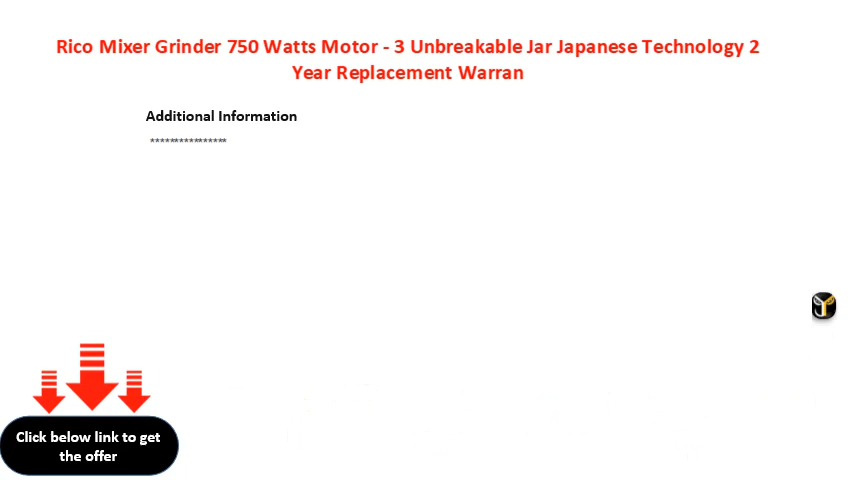 Rico Mixer Grinder 750 Watts Motor - 3 Unbreakable Jar Japanese Technology 2
Year Replacement Warran
Additional Information
****************
Click below link to get
the offer